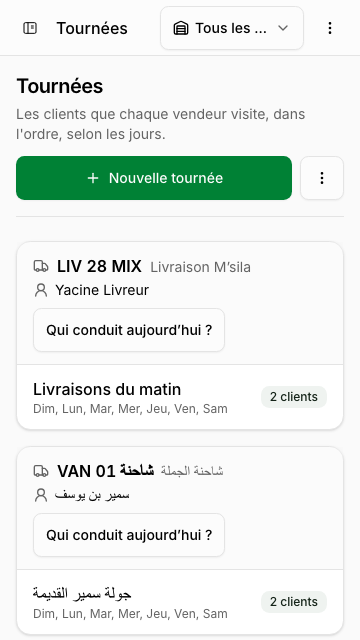 Tournées
Tous les ...
Tournées
Les clients que chaque vendeur visite, dans
l'ordre, selon les jours.
Nouvelle tournée
LIV 28 MIX Livraison M’sila
Yacine Livreur
Qui conduit aujourd’hui ?
Livraisons du matin
2 clients
Dim, Lun, Mar, Mer, Jeu, Ven, Sam
VAN 01 شاحنة شاحنة الجملة
سمير بن يوسف
Qui conduit aujourd’hui ?
جولة سمير القديمة
2 clients
Dim, Lun, Mar, Mer, Jeu, Ven, Sam